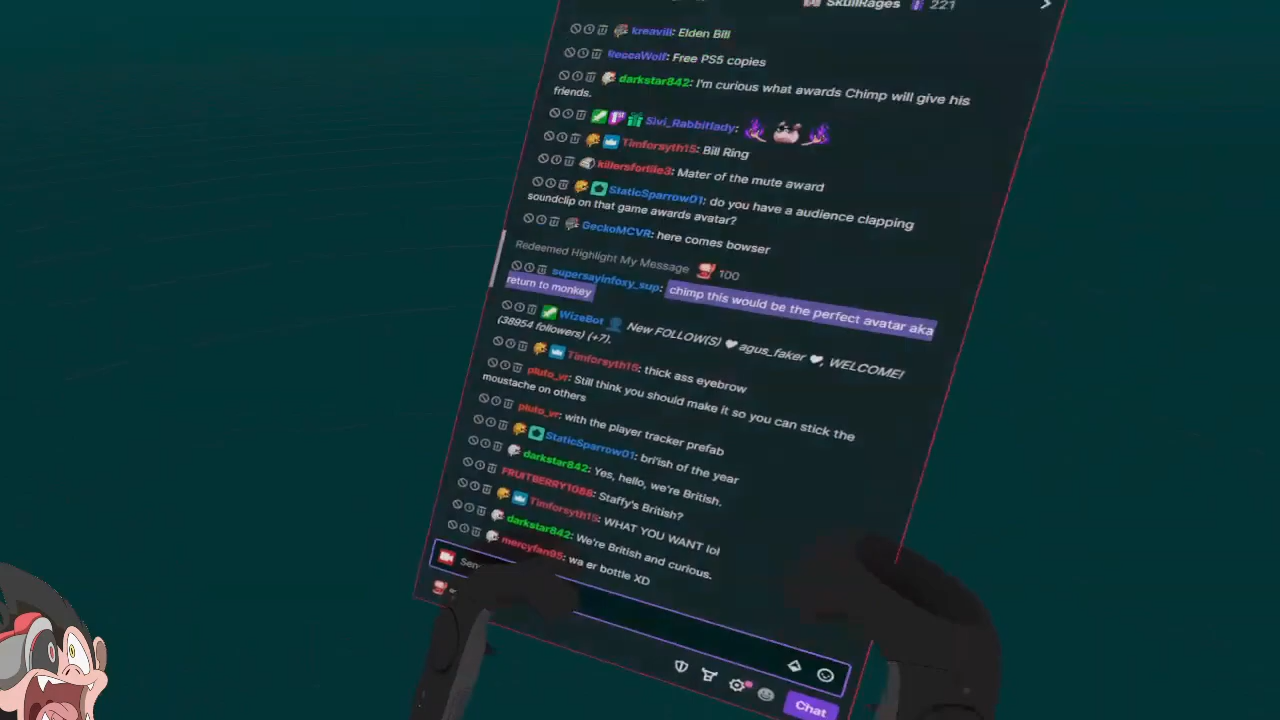 SkullRages 221
kreavill: Elden Bill
BeccaWolf: Free PS5 copies
darkstar842: I'm curious what awards Chimp will give his
friends.
Sivi_Rabbitlady:
Timforsyth15: Bill Ring
killersforlife3: Mater of the mute award
StaticSparrow01: do you have a audience clapping
soundclip on that game awards avatar?
GeckoMCVR: here comes bowser
Redeemed Highlight My Message 100
supersayinfoxy_sup: chimp this would be the perfect avatar aka
return to monkey
WizeBot New FOLLOW(S) agus_faker , WELCOME!
(38954 followers) (+7).
Timforsyth15: thick ass eyebrow
pluto_vr: Still think you should make it so you can stick the
moustache on others
pluto_vr: with the player tracker prefab
StaticSparrow01: bri'ish of the year
darkstar842: Yes, hello, we're British.
FRUITBERRY1088: Staffy's British?
Timforsyth15: WHAT YOU WANT lol
darkstar842: We're British and curious.
mercyfan95: wa er bottle XD
Chat